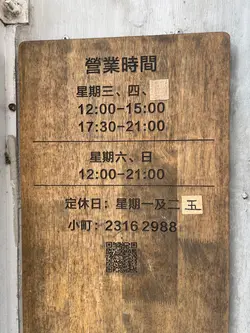 營業時間
星期三、四、
12:00-15:00
17:30-21:00
星期六、日
12:00-21:00
定休日：星期一及二 五
小町：2316 2988